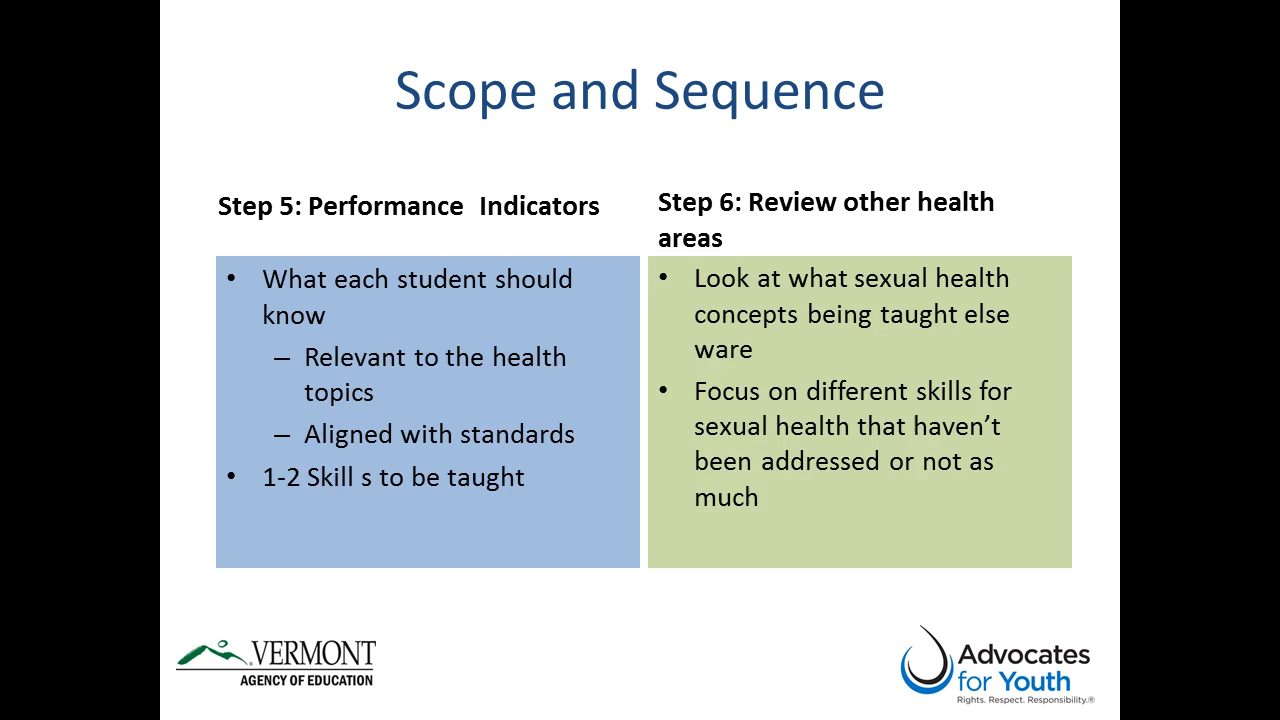 Scope and Sequence
Step 5: Performance Indicators
• What each student should
know
– Relevant to the health
topics
– Aligned with standards
• 1-2 Skill s to be taught
Step 6: Review other health
areas
• Look at what sexual health
concepts being taught else
ware
• Focus on different skills for
sexual health that haven’t
been addressed or not as
much
VERMONT
AGENCY OF EDUCATION
Advocates
for Youth
Rights. Respect. Responsibility.®